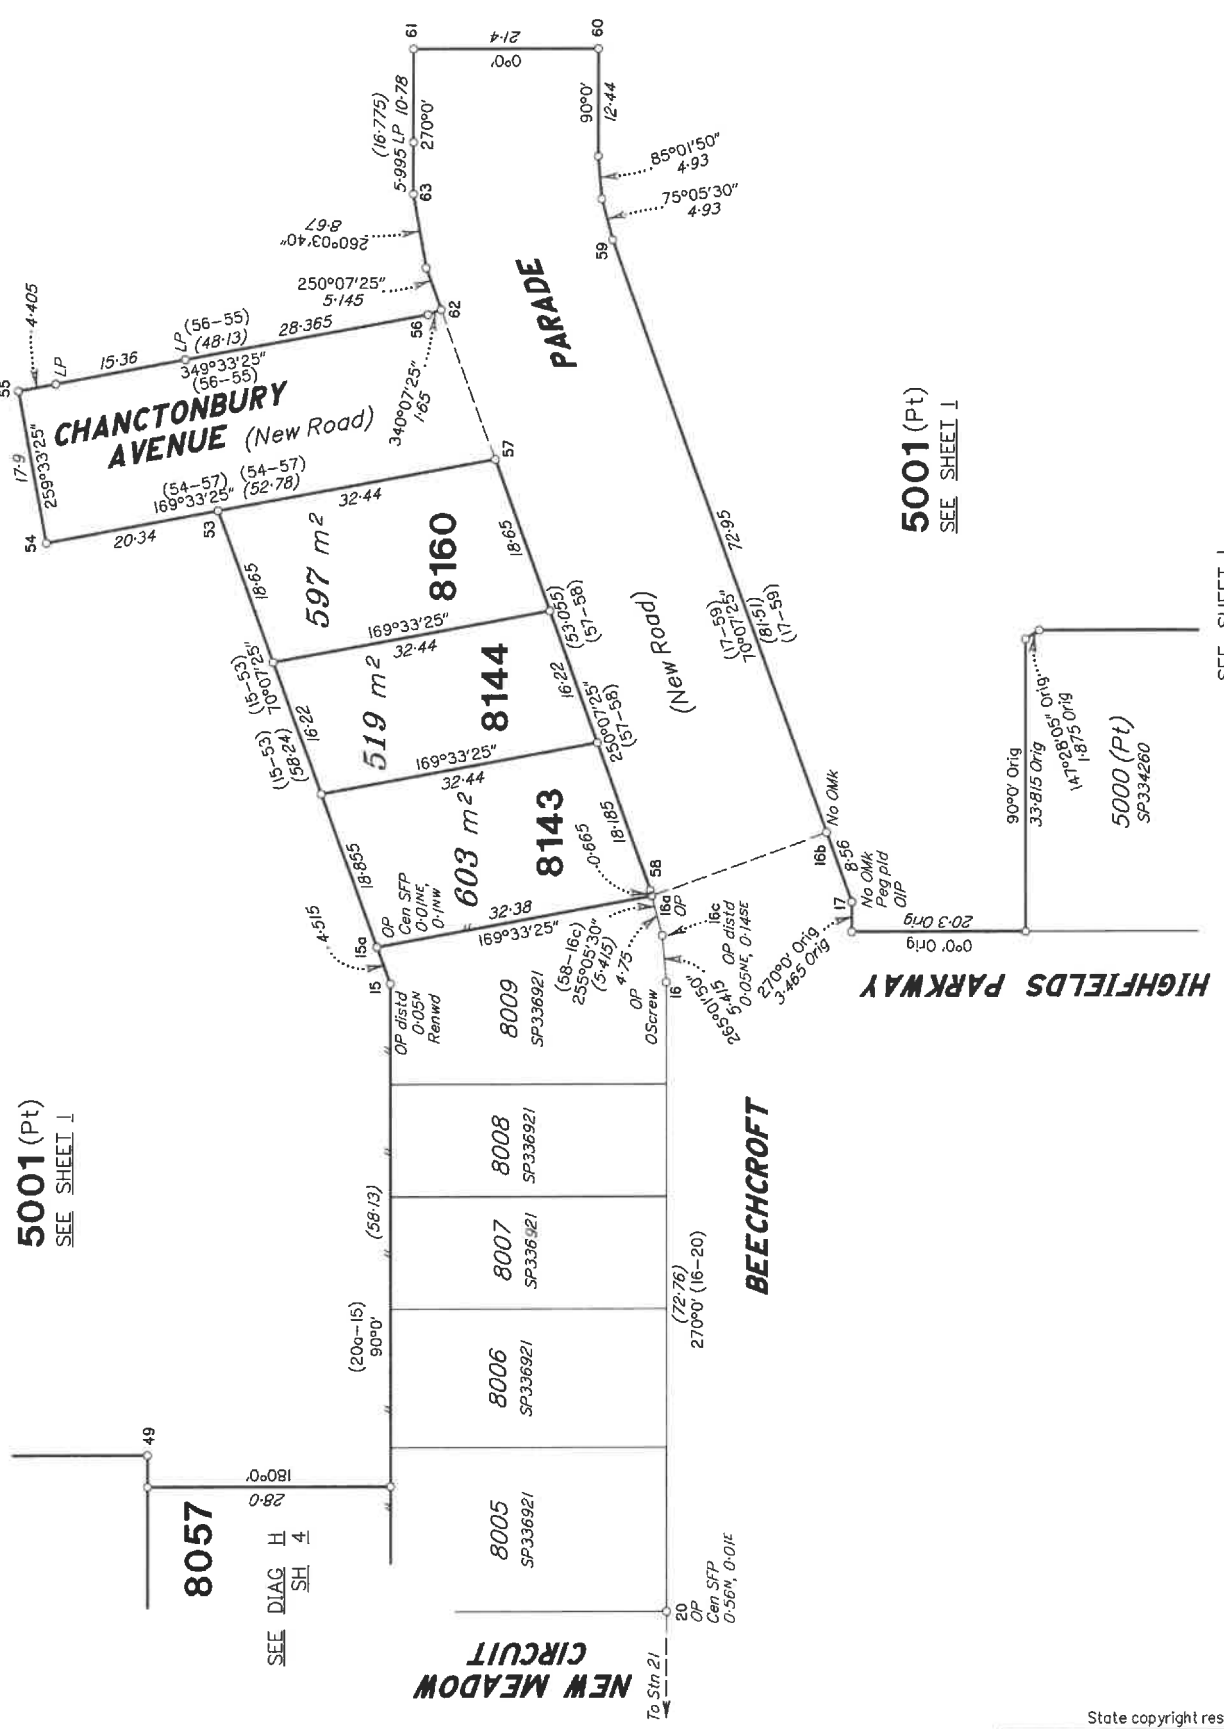 61
60
21·4
0°0'
(16·775)
5·995 LP 10·78
270°0'
63
90°0'
12·44
85°01'50"
4·93
75°05'30"
4·93
59
8·67
260°03'40"
250°07'25"
5·145
62
56
340°07'25"
1·65
55
4·405
LP
15·36
LP
(56–55)
(48·13)
28·365
349°33'25"
(56–55)
CHANCTONBURY
AVENUE (New Road)
17·9
259°33'25"
54
20·34
53
(54–57) (54–57)
169°33'25" (52·78)
32·44
57
PARADE
18·65
597 m²
8160
18·65
169°33'25"
32·44
(53·055)
(57–58)
(15–53) (15–53)
(58·24) 70°07'25"
16·22
519 m²
8144
16·22
250°07'25"
(57–58)
169°33'25"
32·44
(New Road)
72·95
(17–59)
70°07'25"
(81·51)
(17–59)
5001 (Pt)
SEE SHEET 1
SEE SHEET 1
18·855
603 m²
8143
18·185
0·665
58
4·515
15a
OP
Cen SFP
0·01NE,
0·1NW
32·38
169°33'25"
16a
OP
(58–16c)
255°05'30"
(5·415)
4·75
16c
OP distd
0·05NE, 0·14SE
265°01'50"
5·415
16
OP
OScrew
15
OP distd
0·05N
Renwd
No OMk
16b
8·56
17
No OMk
Peg pld
OIP
270°0' Orig
3·465 Orig
20·3 Orig
0°0' Orig
90°0' Orig
33·815 Orig
147°28'05" Orig
1·875 Orig
5000 (Pt)
SP334260
HIGHFIELDS PARKWAY
5001 (Pt)
SEE SHEET 1
8009
SP336921
8008
SP336921
8007
SP336921
8006
SP336921
8005
SP336921
(58·13)
(20a–15)
90°0'
(72·76)
270°0' (16–20)
BEECHCROFT
49
180°0'
28·0
8057
SEE DIAG H
SH 4
20
OP
Cen SFP
0·56N, 0·01E
NEW MEADOW
CIRCUIT
To Stn 21
State copyright res